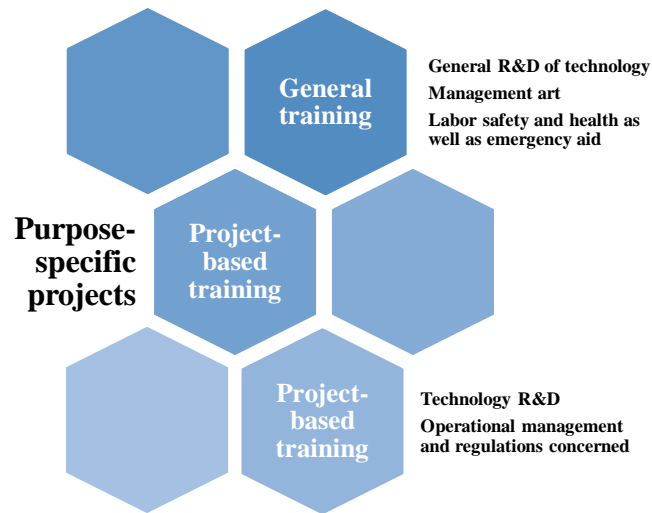 General
training
General R&D of technology
Management art
Labor safety and health as
well as emergency aid
Purpose-
specific
projects
Project-
based
training
Project-
based
training
Technology R&D
Operational management
and regulations concerned